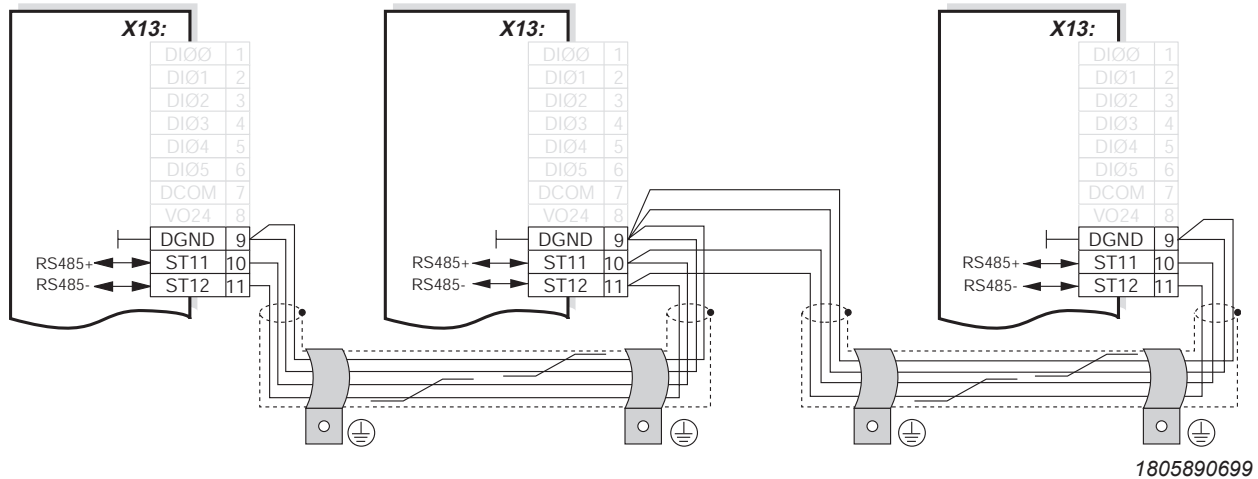 X13: X13: X13:
DIØØ 1 DIØØ 1 DIØØ 1
DIØ1 2 DIØ1 2 DIØ1 2
DIØ2 3 DIØ2 3 DIØ2 3
DIØ3 4 DIØ3 4 DIØ3 4
DIØ4 5 DIØ4 5 DIØ4 5
DIØ5 6 DIØ5 6 DIØ5 6
DCOM 7 DCOM 7 DCOM 7
VO24 8 VO24 8 VO24 8
DGND 9 DGND 9 DGND 9
RS485+ ST11 10 RS485+ ST11 10 RS485+ ST11 10
RS485- ST12 11 RS485- ST12 11 RS485- ST12 11
1805890699